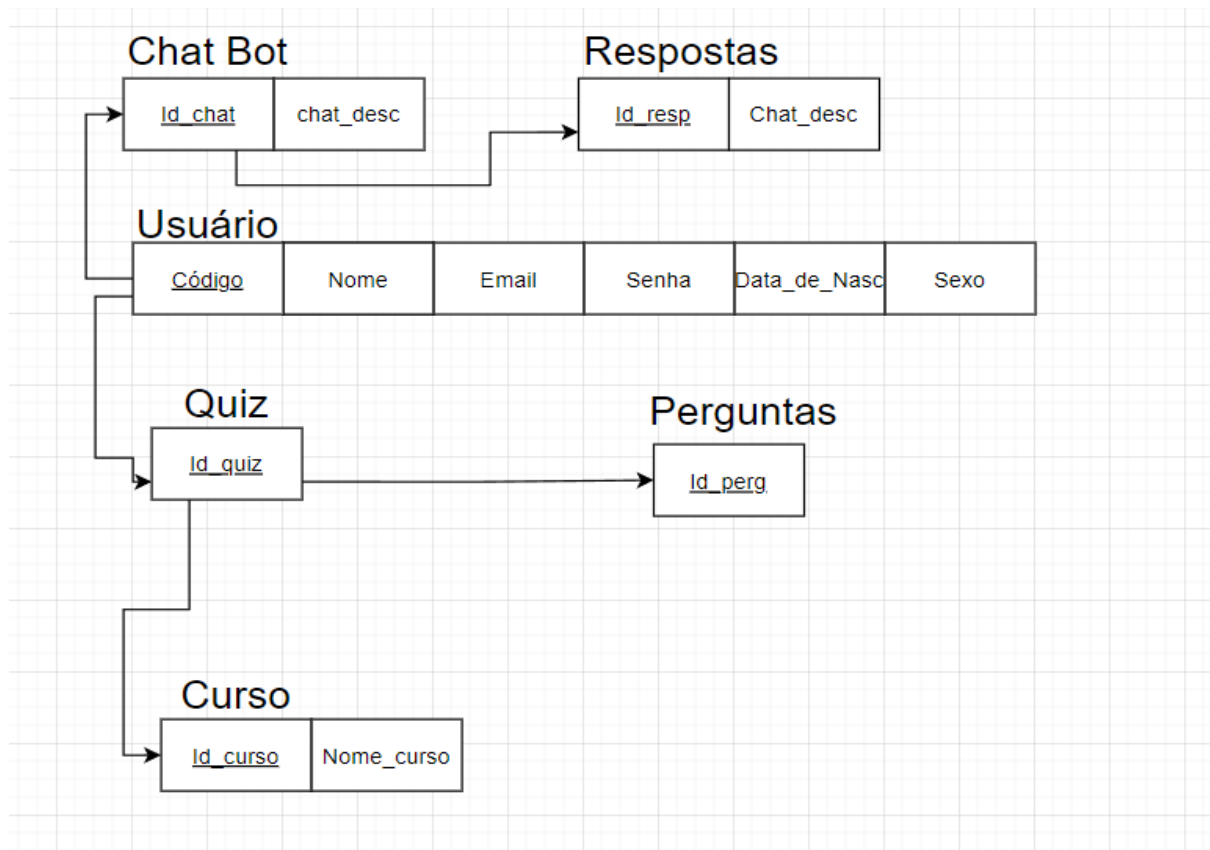 Chat Bot
Respostas
Id_chat chat_desc
Id_resp Chat_desc
Usuário
Código Nome Email Senha Data_de_Nasc Sexo
Quiz
Perguntas
Id_quiz
Id_perg
Curso
Id_curso Nome_curso